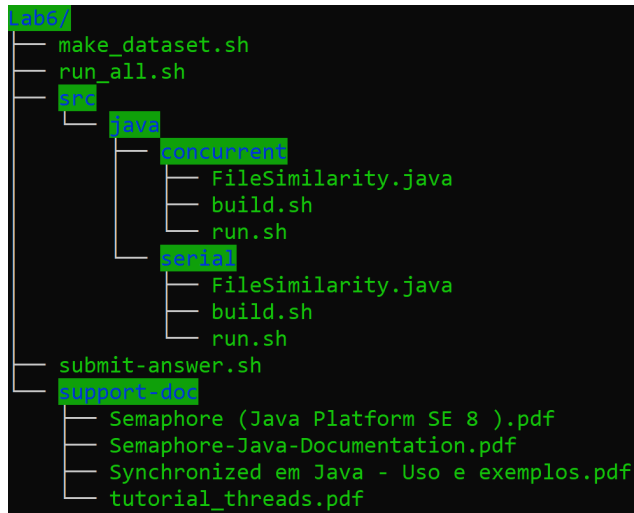 Lab6/
make_dataset.sh
run_all.sh
src
java
concurrent
FileSimilarity.java
build.sh
run.sh
serial
FileSimilarity.java
build.sh
run.sh
submit-answer.sh
support-doc
Semaphore (Java Platform SE 8 ).pdf
Semaphore-Java-Documentation.pdf
Synchronized em Java - Uso e exemplos.pdf
tutorial_threads.pdf